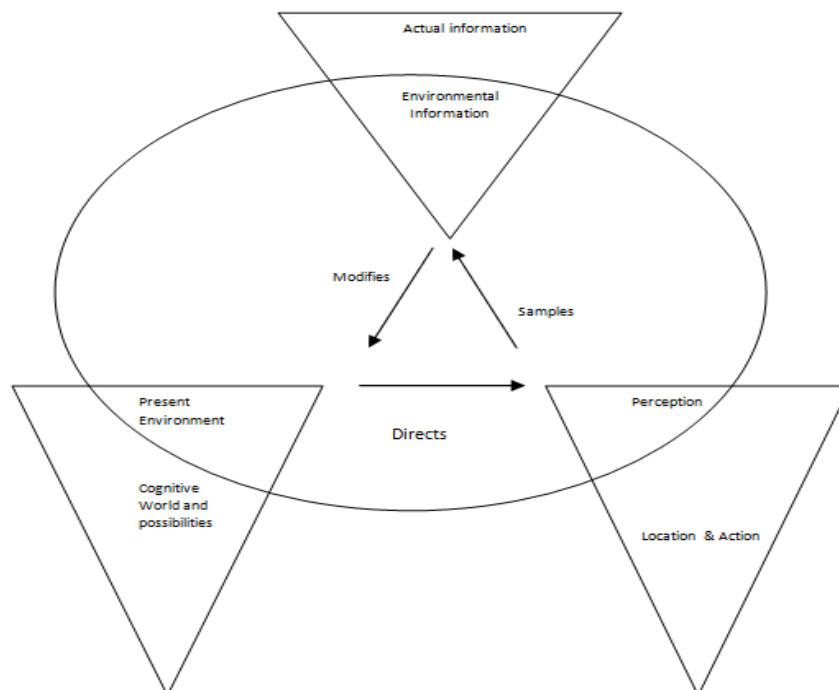 Actual information
Environmental
Information
Modifies
Samples
Present
Environment
Perception
Directs
Cognitive
World and
possibilities
Location & Action